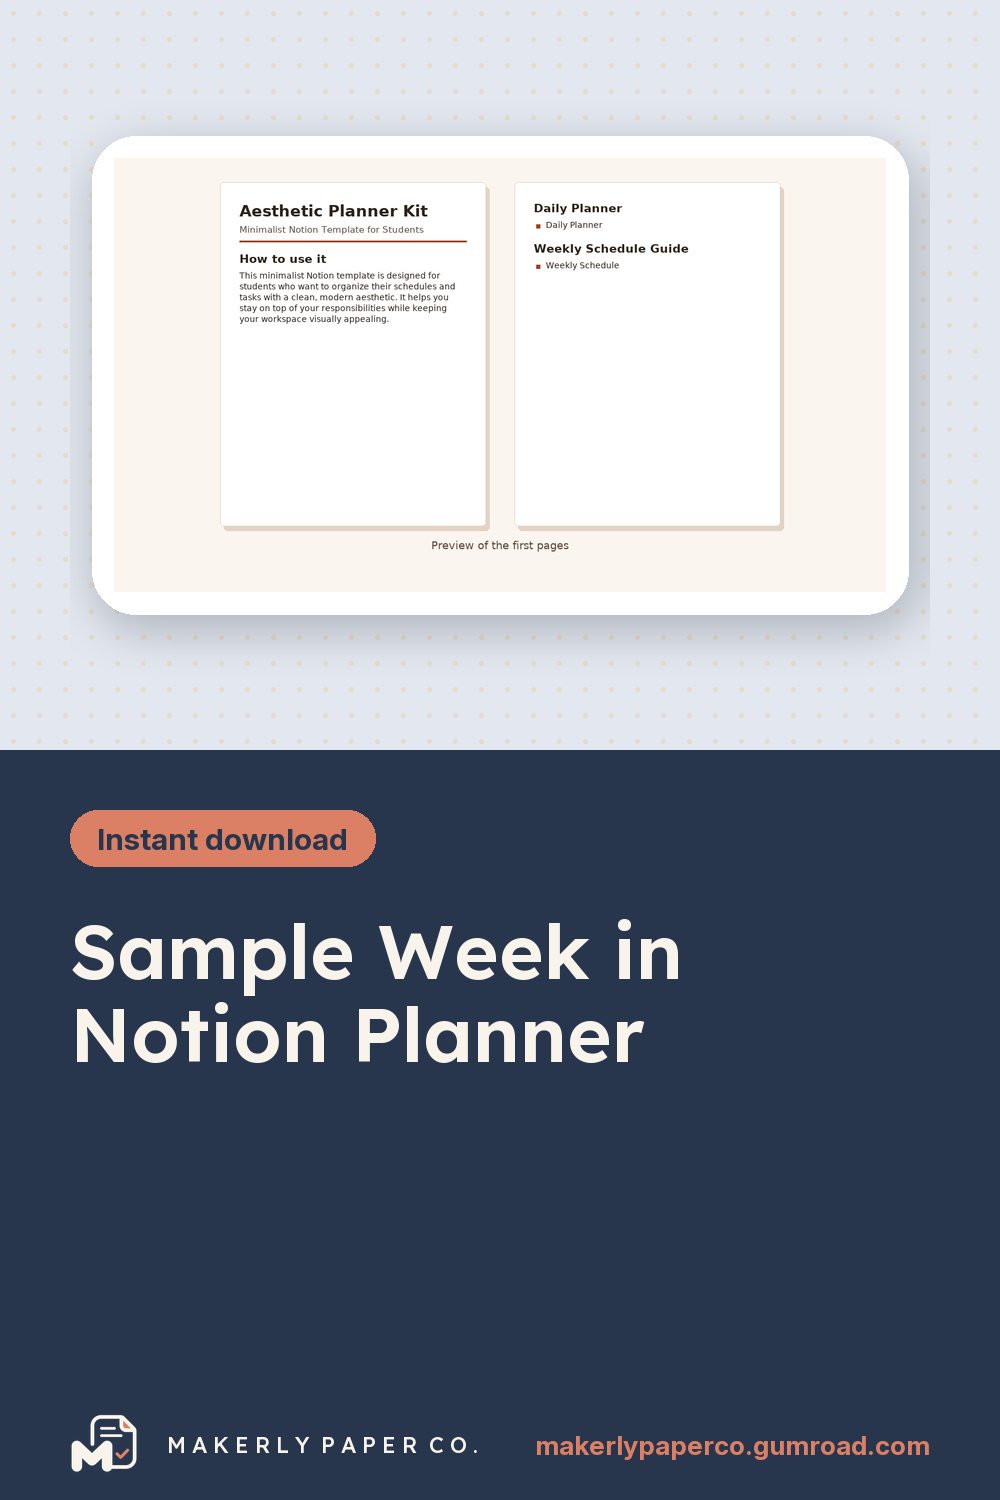 Aesthetic Planner Kit
Minimalist Notion Template for Students
How to use it
This minimalist Notion template is designed for
students who want to organize their schedules and
tasks with a clean, modern aesthetic. It helps you
stay on top of your responsibilities while keeping
your workspace visually appealing.
Daily Planner
Daily Planner
Weekly Schedule Guide
Weekly Schedule
Preview of the first pages
Instant download
Sample Week in
Notion Planner
MAKERLY PAPER CO.
makerlypaperco.gumroad.com